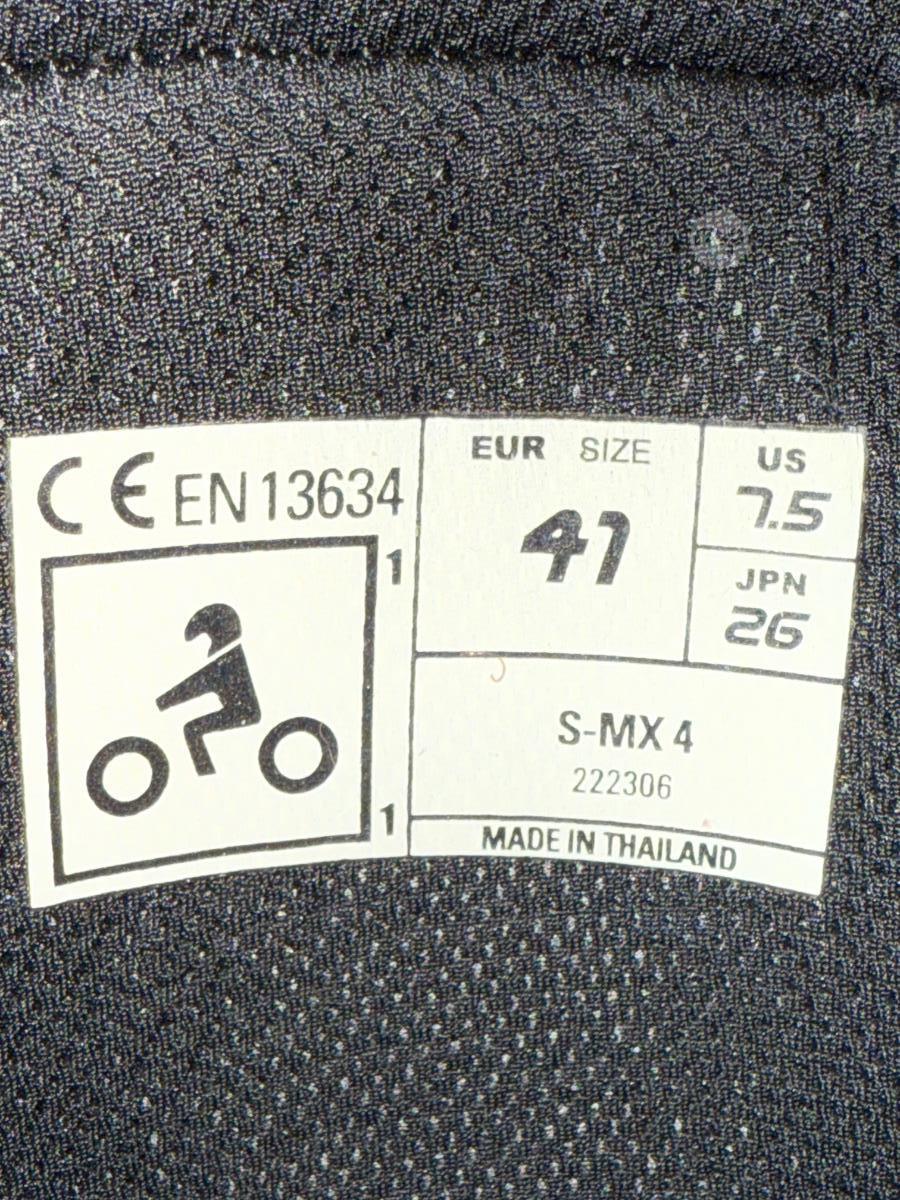 CE EN 13634
1
1
EUR SIZE
41
US
7.5
JPN
26
S-MX 4
222306
MADE IN THAILAND